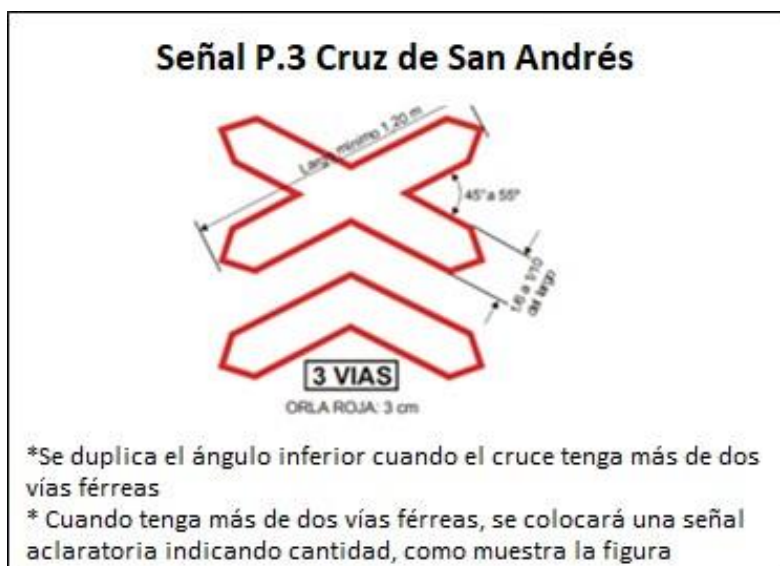 Señal P.3 Cruz de San Andrés
Largo mínimo 1,20 m
45° a 55°
1/6 a 1/10
del largo
3 VIAS
ORLA ROJA: 3 cm
*Se duplica el ángulo inferior cuando el cruce tenga más de dos
vías férreas
* Cuando tenga más de dos vías férreas, se colocará una señal
aclaratoria indicando cantidad, como muestra la figura